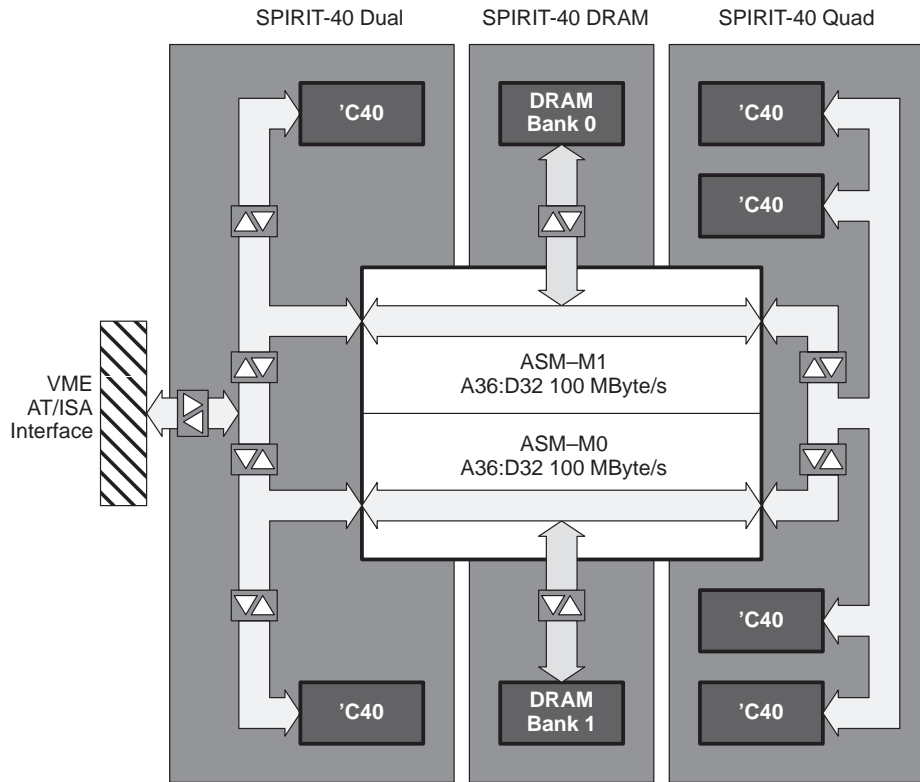 SPIRIT-40 Dual
SPIRIT-40 DRAM
SPIRIT-40 Quad
’C40
DRAM
Bank 0
’C40
’C40
VME
AT/ISA
Interface
ASM–M1
A36:D32 100 MByte/s
ASM–M0
A36:D32 100 MByte/s
’C40
’C40
DRAM
Bank 1
’C40